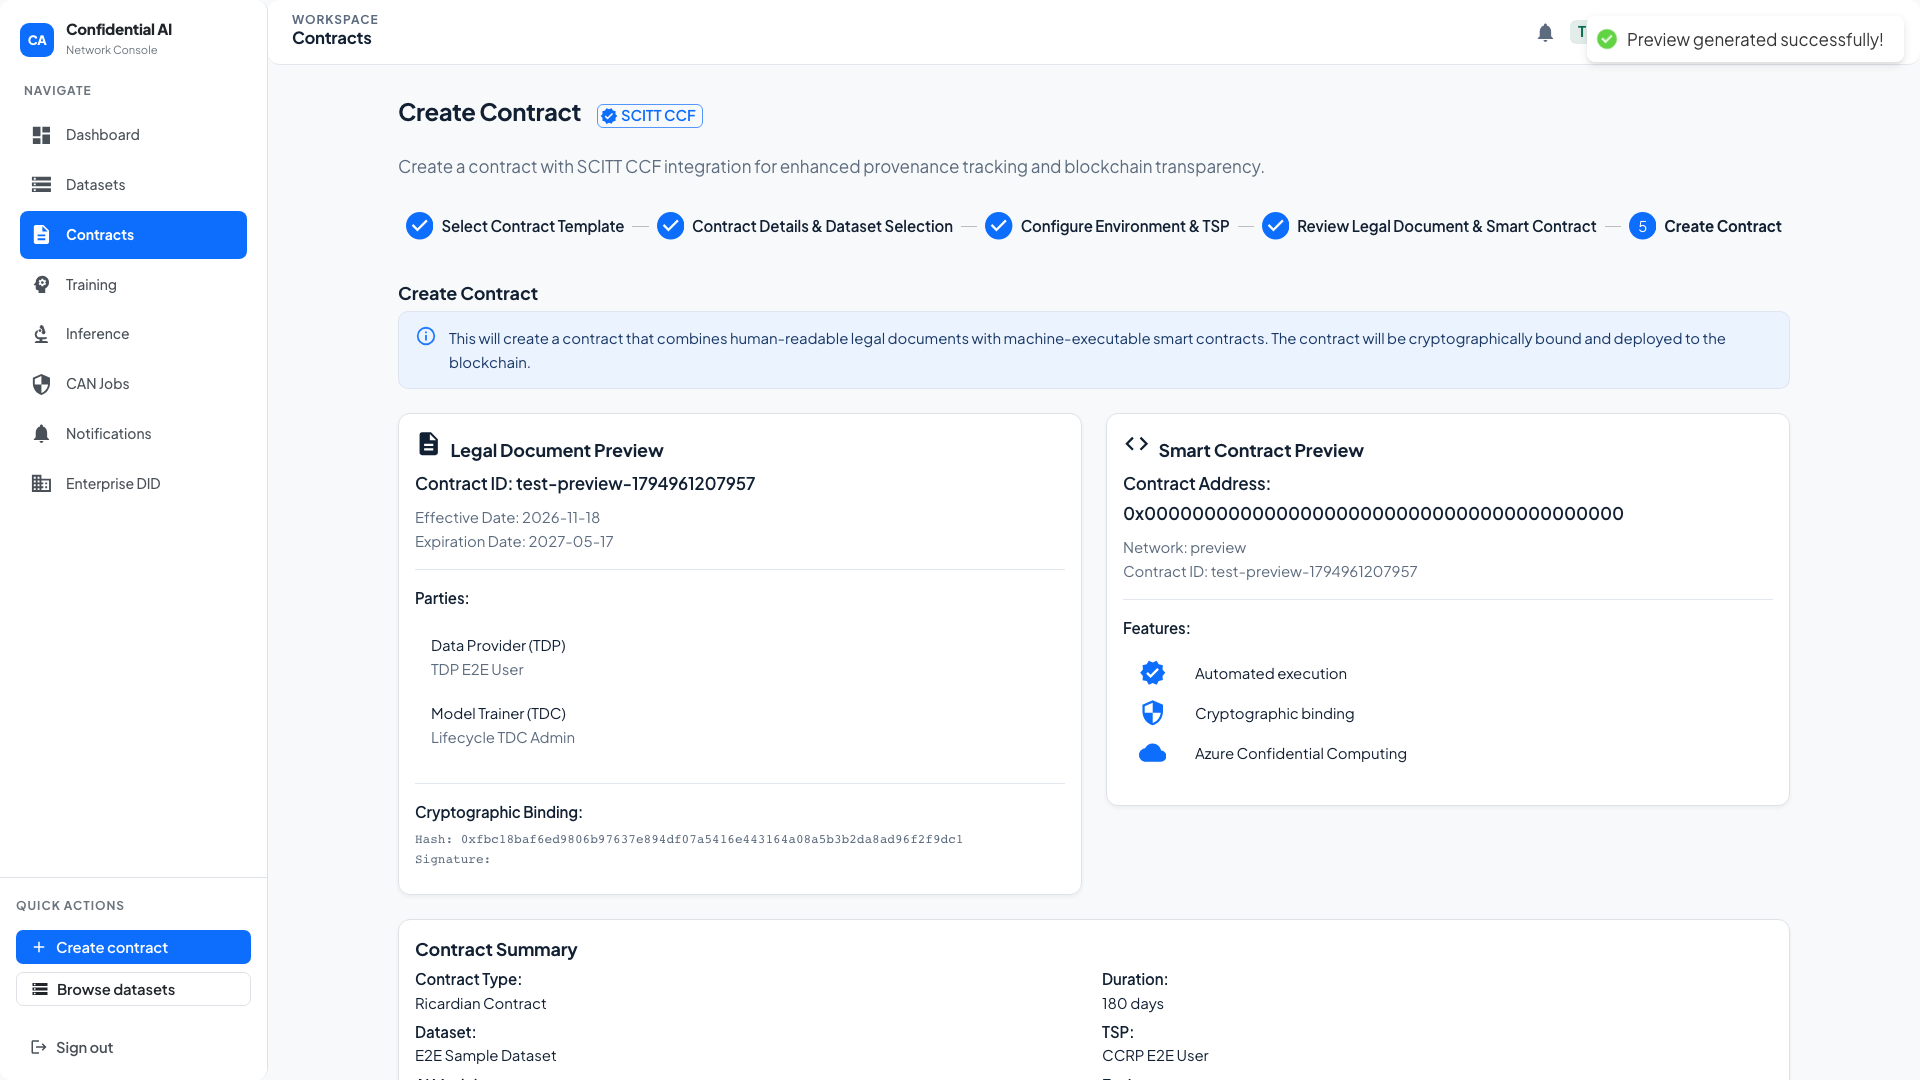 CA
Confidential AI
Network Console
NAVIGATE
Dashboard
Datasets
Contracts
Training
Inference
CAN Jobs
Notifications
Enterprise DID
QUICK ACTIONS
Create contract
Browse datasets
Sign out
WORKSPACE
Contracts
T
Preview generated successfully!
Create Contract
SCITT CCF
Create a contract with SCITT CCF integration for enhanced provenance tracking and blockchain transparency.
Select Contract Template
Contract Details & Dataset Selection
Configure Environment & TSP
Review Legal Document & Smart Contract
5 Create Contract
Create Contract
This will create a contract that combines human-readable legal documents with machine-executable smart contracts. The contract will be cryptographically bound and deployed to the
blockchain.
Legal Document Preview
Contract ID: test-preview-1794961207957
Effective Date: 2026-11-18
Expiration Date: 2027-05-17
Parties:
Data Provider (TDP)
TDP E2E User
Model Trainer (TDC)
Lifecycle TDC Admin
Cryptographic Binding:
Hash: 0xfbc18baf6ed9806b97637e894df07a5416e443164a08a5b3b2da8ad96f2f9dc1
Signature:
Smart Contract Preview
Contract Address:
0x0000000000000000000000000000000000000000
Network: preview
Contract ID: test-preview-1794961207957
Features:
Automated execution
Cryptographic binding
Azure Confidential Computing
Contract Summary
Contract Type:
Ricardian Contract
Duration:
180 days
Dataset:
E2E Sample Dataset
TSP:
CCRP E2E User